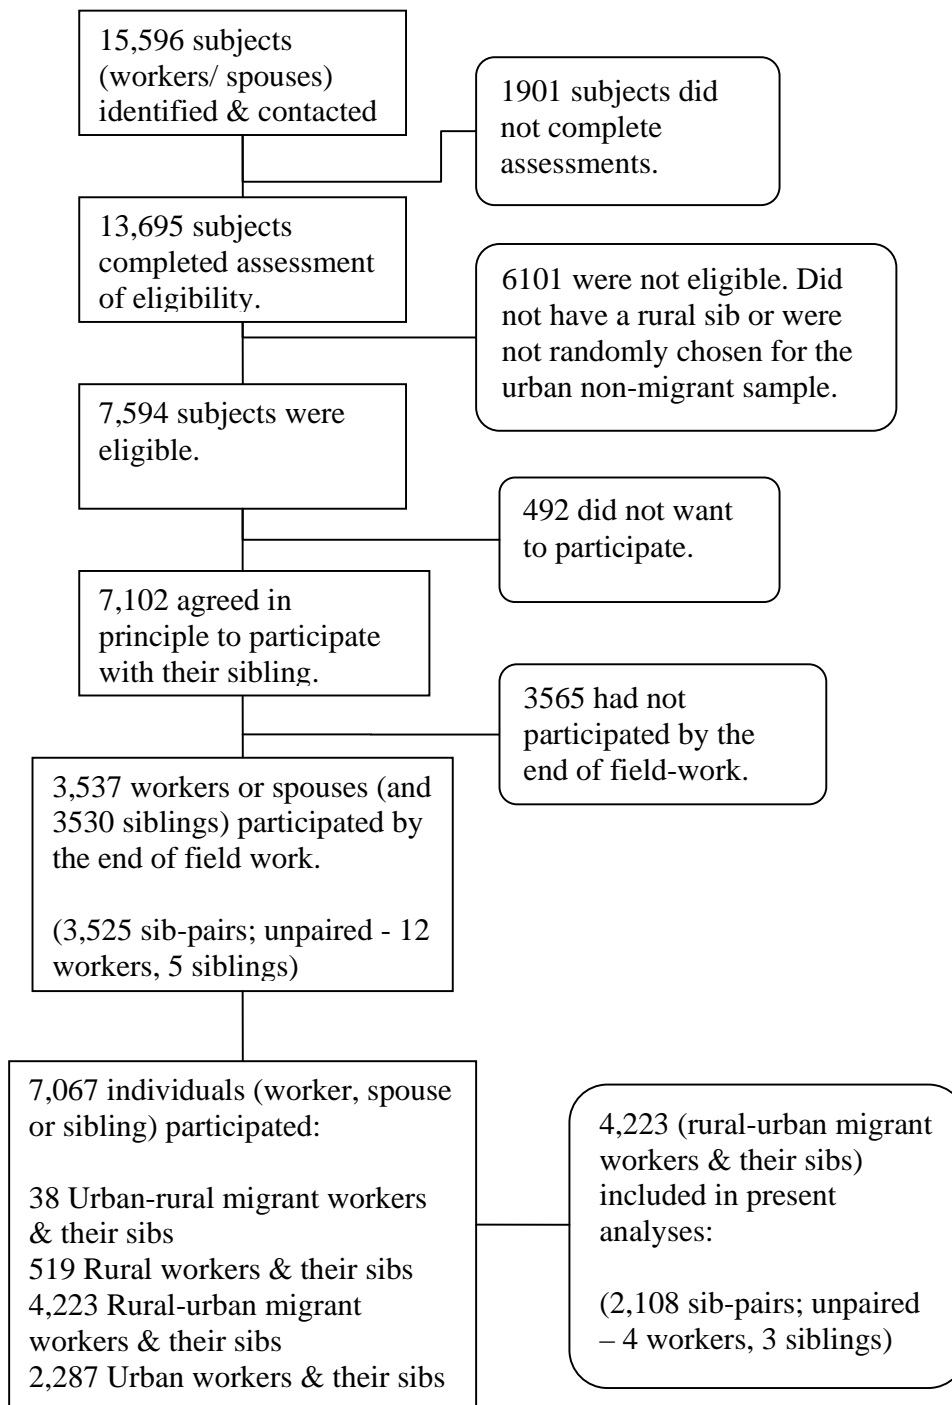 15,596 subjects
(workers/ spouses)
identified & contacted
1901 subjects did
not complete
assessments.
13,695 subjects
completed assessment
of eligibility.
6101 were not eligible. Did
not have a rural sib or were
not randomly chosen for the
urban non-migrant sample.
7,594 subjects were
eligible.
492 did not want
to participate.
7,102 agreed in
principle to participate
with their sibling.
3565 had not
participated by the
end of field-work.
3,537 workers or spouses (and
3530 siblings) participated by
the end of field work.
(3,525 sib-pairs; unpaired - 12
workers, 5 siblings)
7,067 individuals (worker, spouse
or sibling) participated:
38 Urban-rural migrant workers
& their sibs
519 Rural workers & their sibs
4,223 Rural-urban migrant
workers & their sibs
2,287 Urban workers & their sibs
4,223 (rural-urban migrant
workers & their sibs)
included in present
analyses:
(2,108 sib-pairs; unpaired
– 4 workers, 3 siblings)